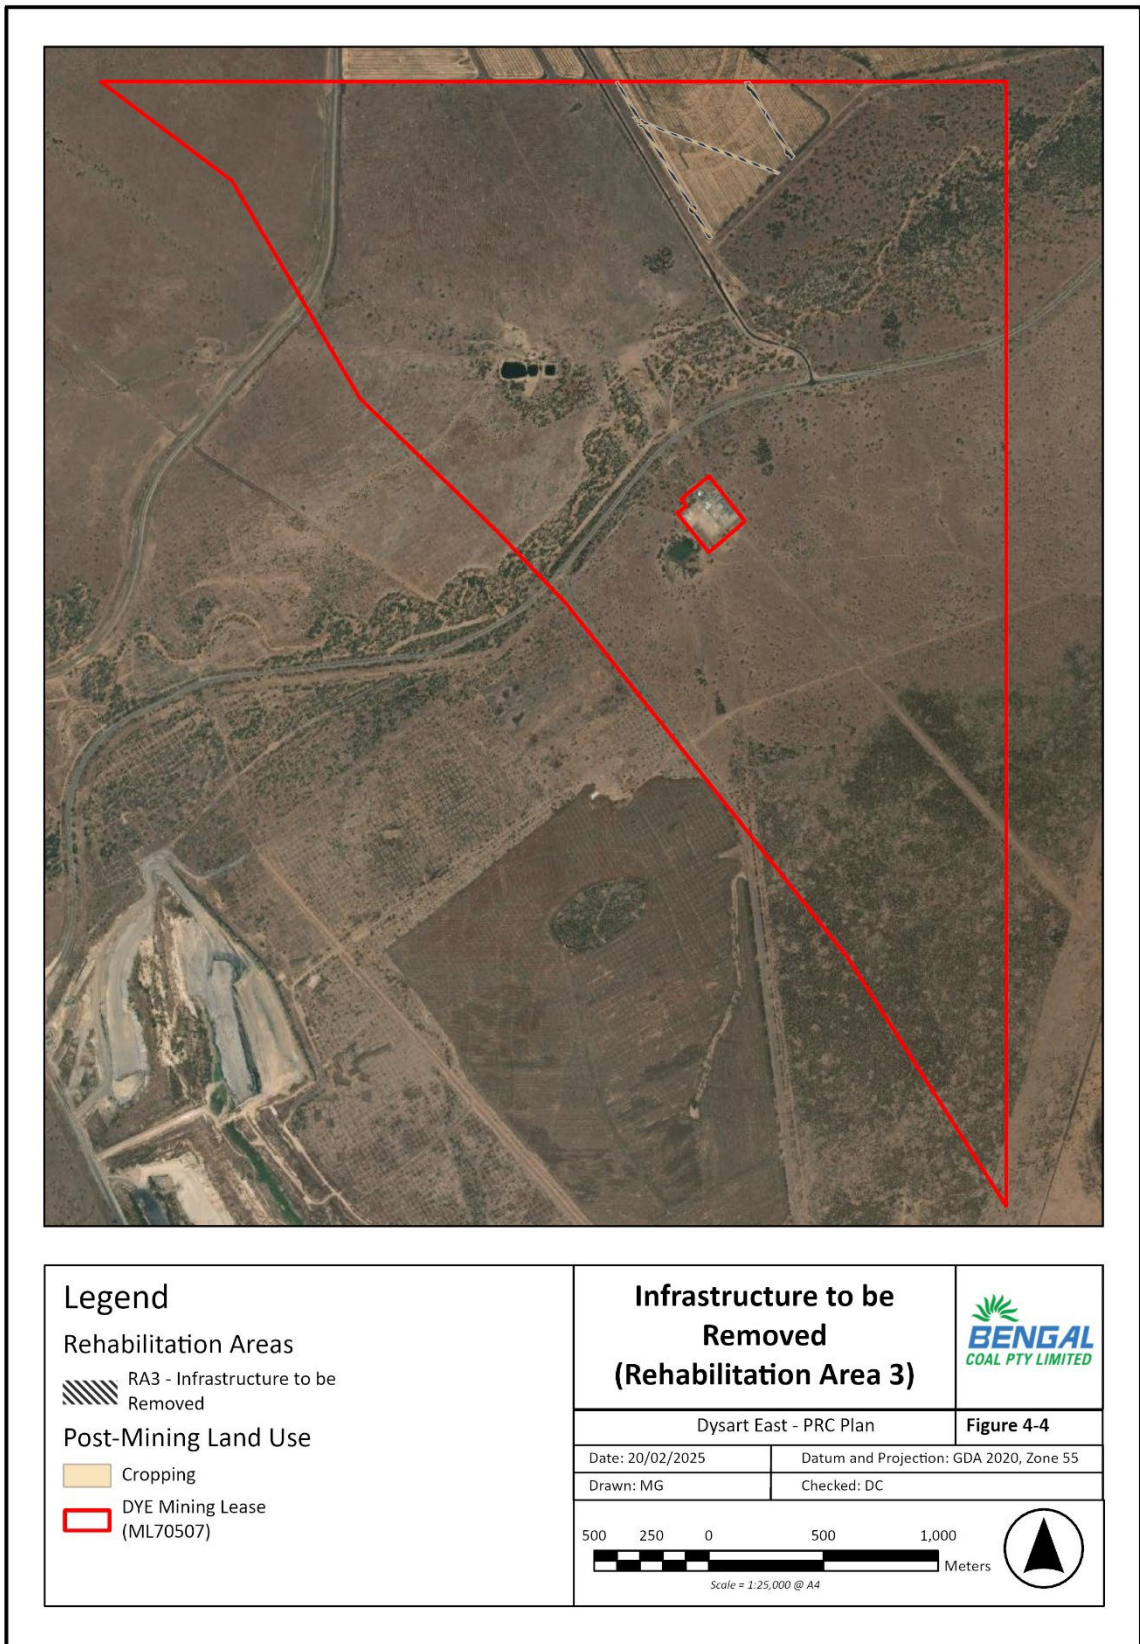 Legend
Rehabilitation Areas
RA3 - Infrastructure to be
Removed
Post-Mining Land Use
Cropping
DYE Mining Lease
(ML70507)
Infrastructure to be
Removed
(Rehabilitation Area 3)
BENGAL
COAL PTY LIMITED
Dysart East - PRC Plan
Figure 4-4
Date: 20/02/2025
Datum and Projection: GDA 2020, Zone 55
Drawn: MG
Checked: DC
500 250 0 500 1,000
Meters
Scale = 1:25,000 @ A4